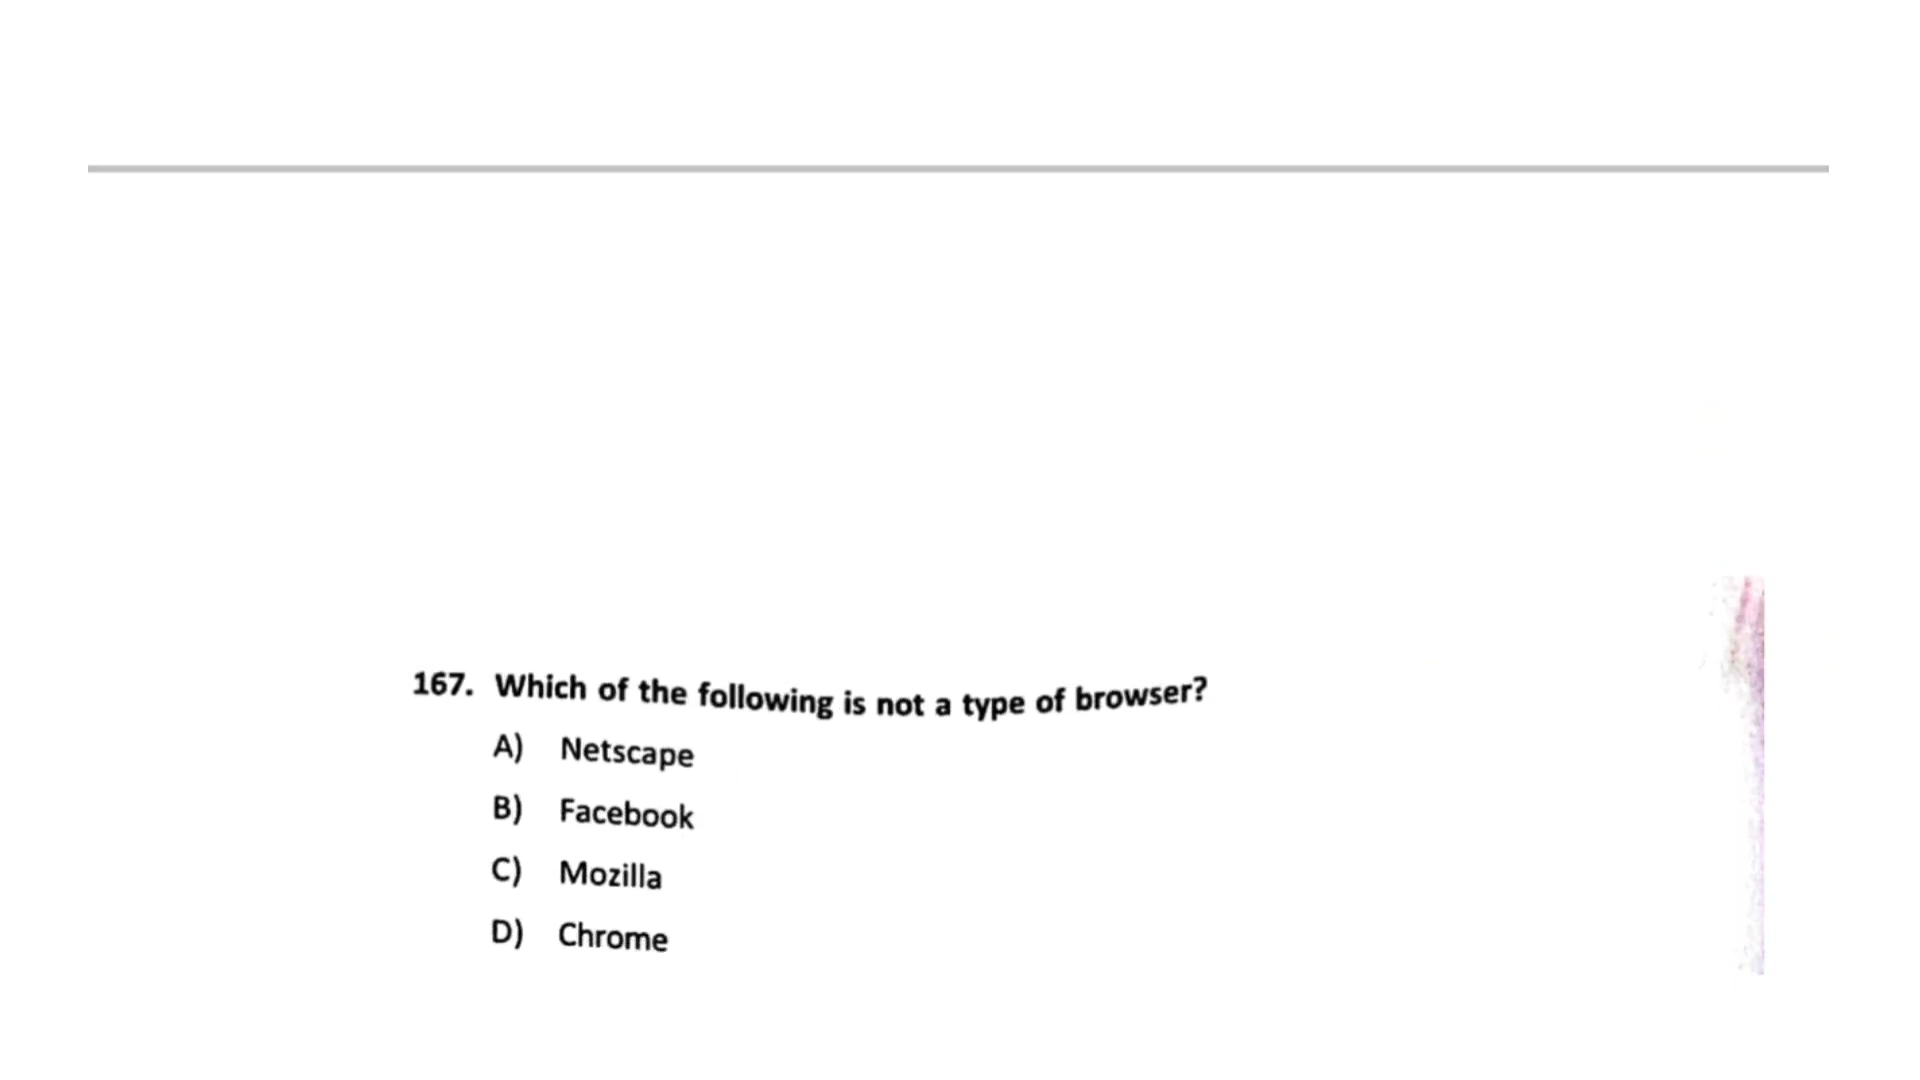 167. Which of the following is not a type of browser?
A) Netscape
B) Facebook
C) Mozilla
D) Chrome